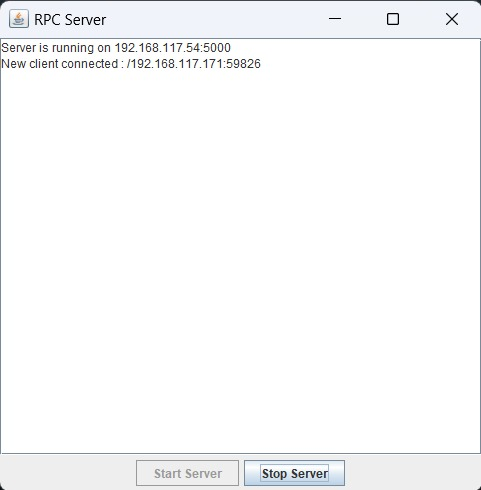 RPC Server
Server is running on 192.168.117.54:5000
New client connected : /192.168.117.171:59826
Start Server
Stop Server